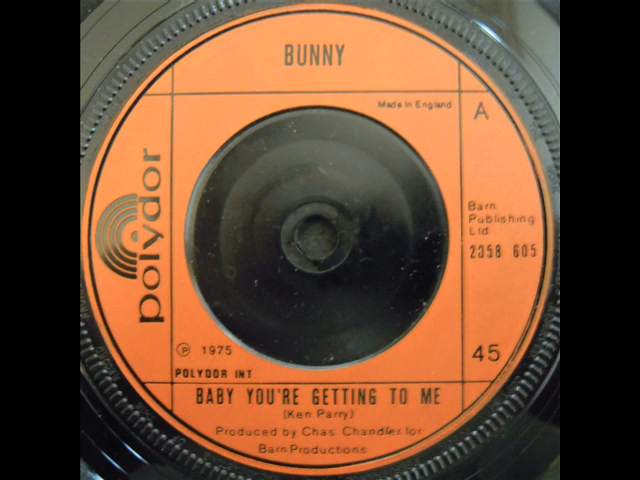 BUNNY
Made in England
A
Barn
Publishing
Ltd
2358 605
polydor
℗ 1975
POLYDOR INT.
45
BABY YOU'RE GETTING TO ME
(Ken Parry)
Produced by Chas Chandler for
Barn Productions